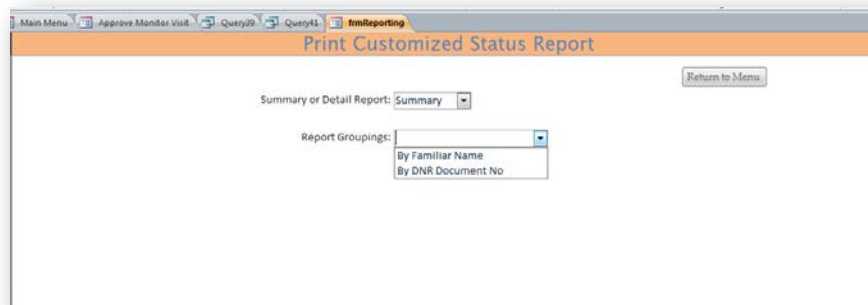 Main Menu Approve Monitor Visit Query39 Query41 frmReporting
Print Customized Status Report
Return to Menu
Summary or Detail Report: Summary
Report Groupings:
By Familiar Name
By DNR Document No